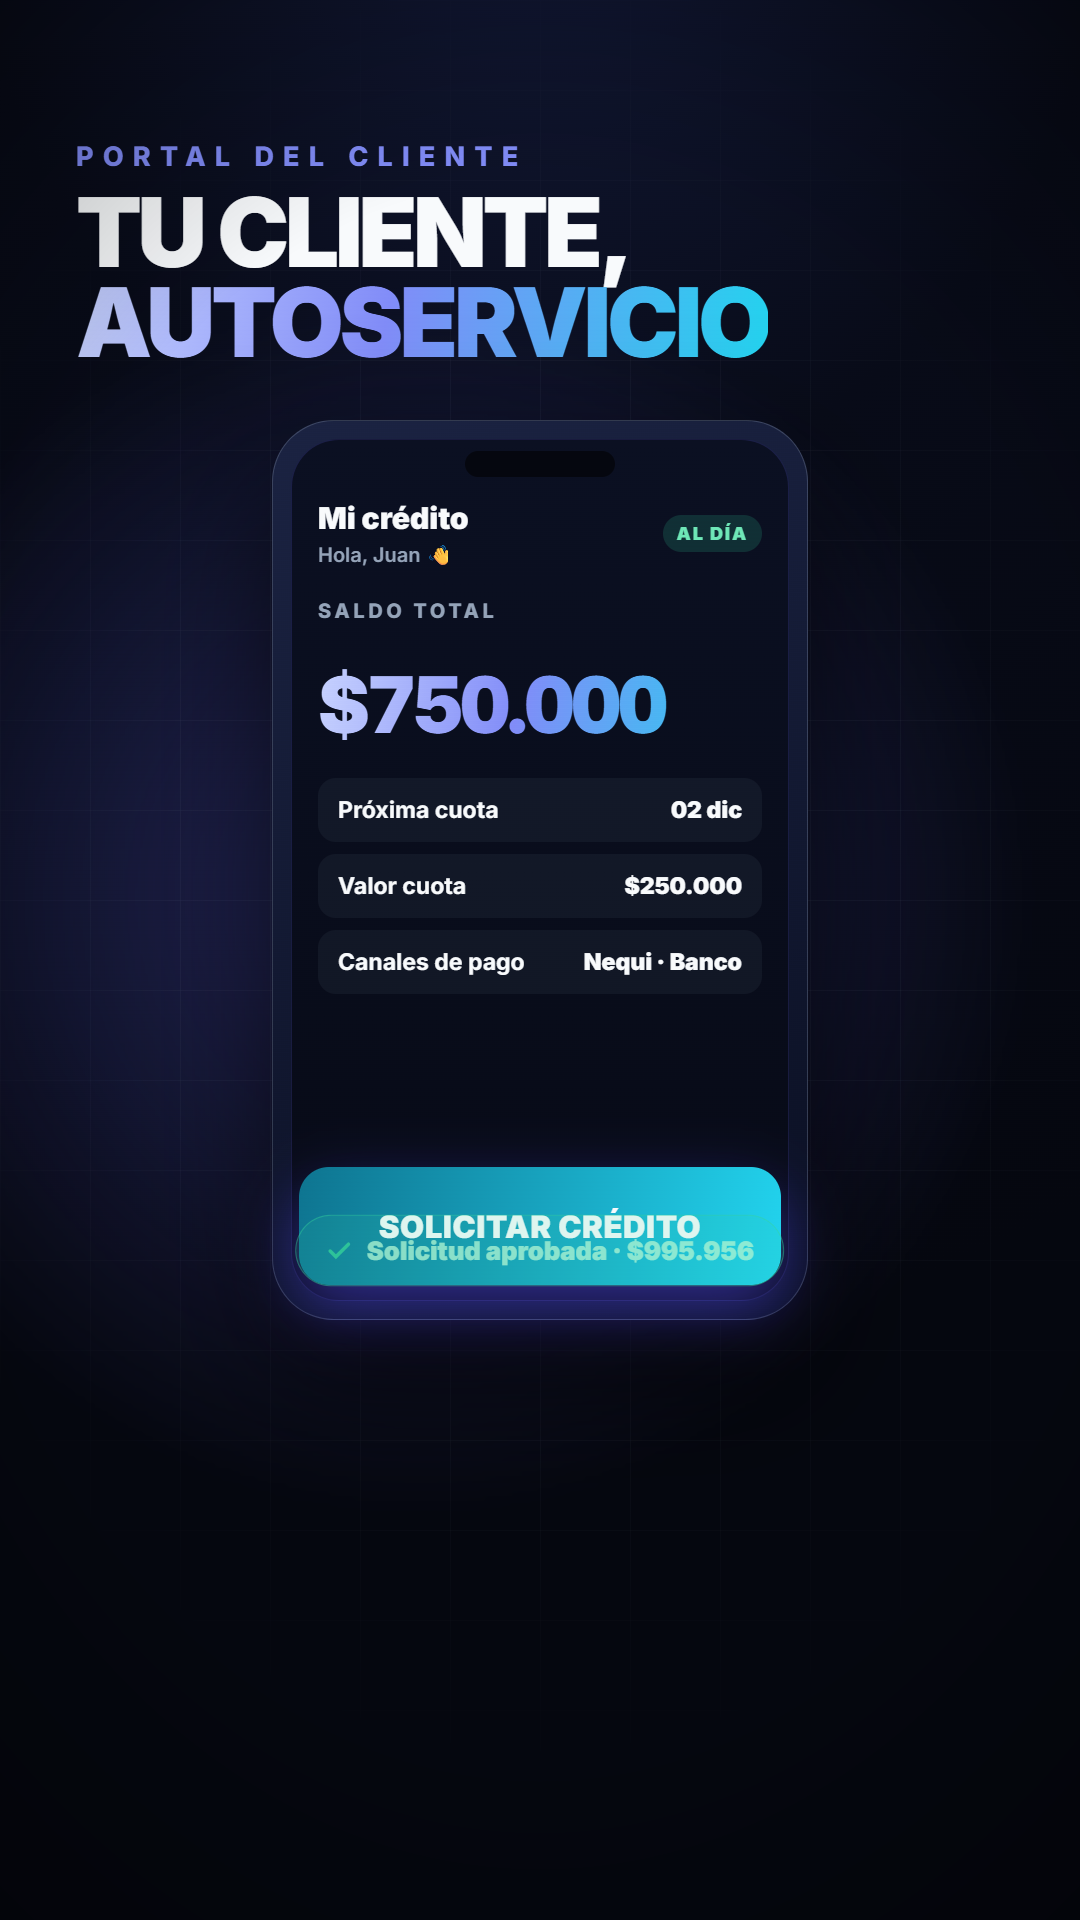 PORTAL DEL CLIENTE
TU CLIENTE,
AUTOSERVICIO
Mi crédito
Hola, Juan 👋
AL DÍA
SALDO TOTAL
$750.000
Próxima cuota 02 dic
Valor cuota $250.000
Canales de pago Nequi · Banco
SOLICITAR CRÉDITO
Solicitud aprobada · $995.956